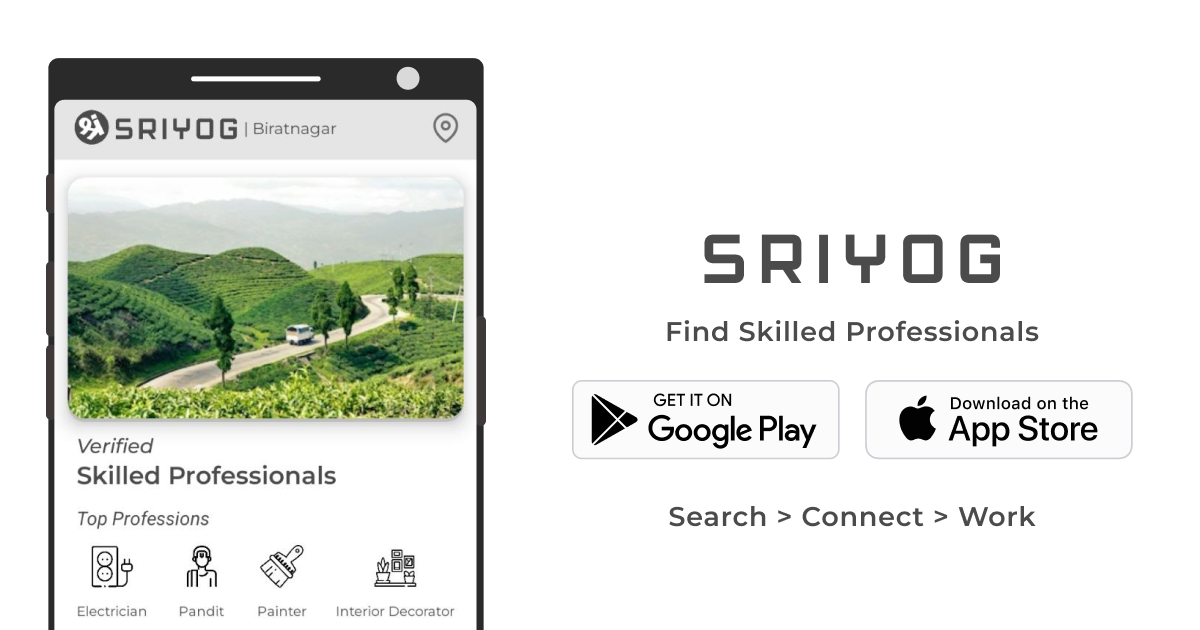 SRIYOG | Biratnagar
Verified
Skilled Professionals
Top Professions
Electrician Pandit Painter Interior Decorator
SRIYOG
Find Skilled Professionals
GET IT ON
Google Play
Download on the
App Store
Search > Connect > Work